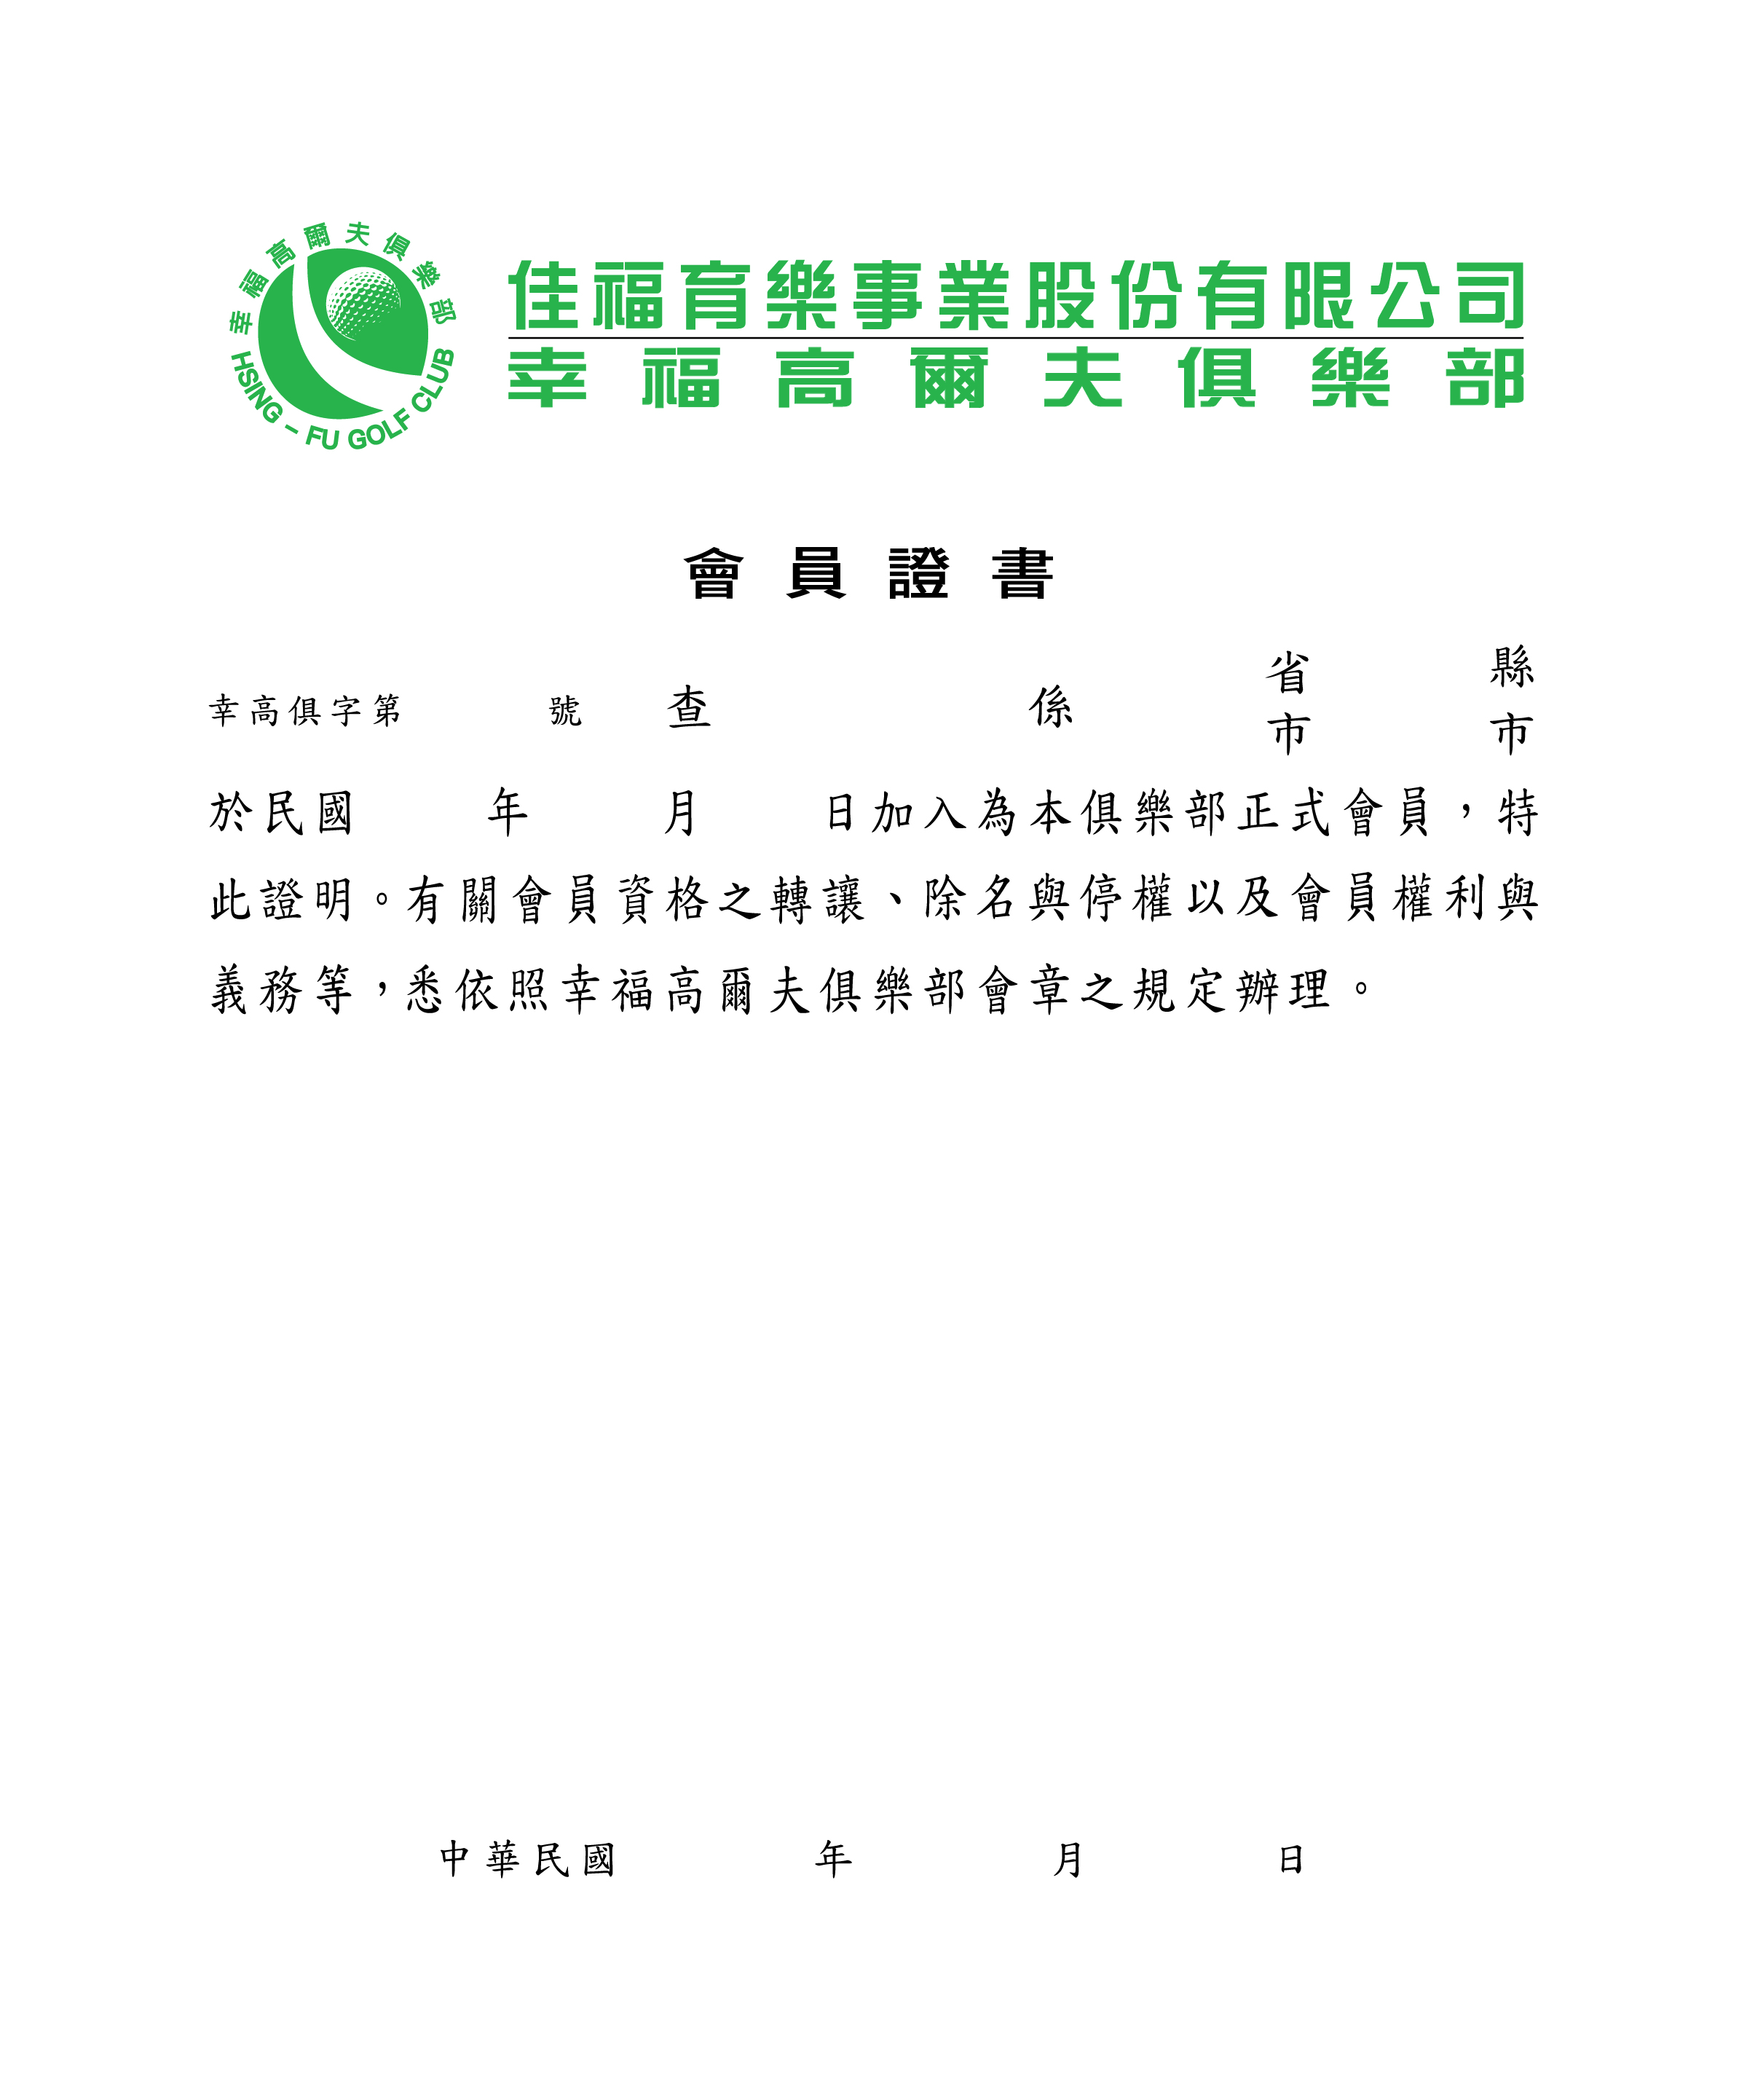 幸福高爾夫俱樂部
HSING - FU GOLF CLUB
佳福育樂事業股份有限公司
幸福高爾夫俱樂部
會員證書
幸高俱字第 號 查 係 省市 縣市
於民國 年 月 日加入為本俱樂部正式會員，特
此證明。有關會員資格之轉讓、除名與停權以及會員權利與
義務等，悉依照幸福高爾夫俱樂部會章之規定辦理。
中華民國 年 月 日